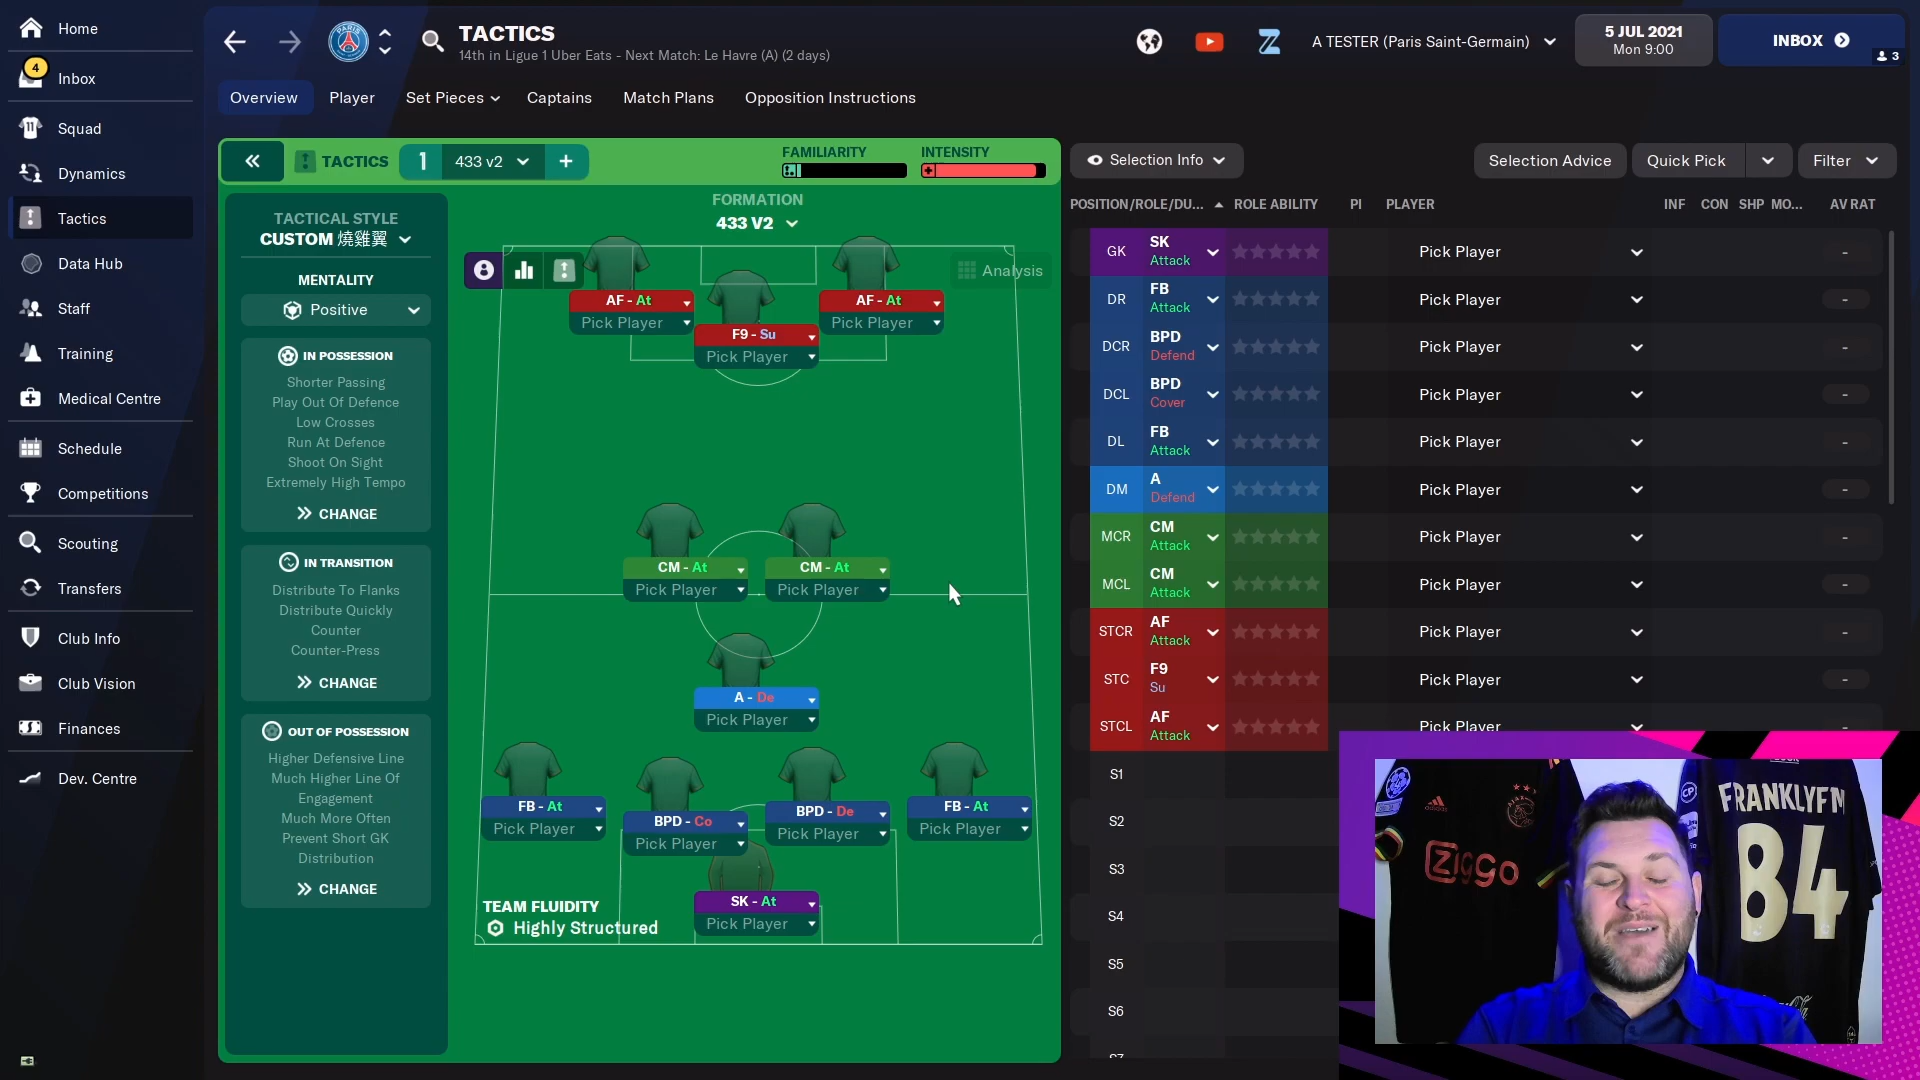 Home
4
Inbox
Squad
Dynamics
Tactics
Data Hub
Staff
Training
Medical Centre
Schedule
Competitions
Scouting
Transfers
Club Info
Club Vision
Finances
Dev. Centre
TACTICS
14th in Ligue 1 Uber Eats - Next Match: Le Havre (A) (2 days)
A TESTER (Paris Saint-Germain)
5 JUL 2021
Mon 9:00
INBOX
3
Overview Player Set Pieces Captains Match Plans Opposition Instructions
TACTICS 1 433 v2 +
FAMILIARITY INTENSITY
TACTICAL STYLE
CUSTOM 燒雞翼
MENTALITY
Positive
IN POSSESSION
Shorter Passing
Play Out Of Defence
Low Crosses
Run At Defence
Shoot On Sight
Extremely High Tempo
CHANGE
IN TRANSITION
Distribute To Flanks
Distribute Quickly
Counter
Counter-Press
CHANGE
OUT OF POSSESSION
Higher Defensive Line
Much Higher Line Of
Engagement
Much More Often
Prevent Short GK
Distribution
CHANGE
FORMATION
433 V2
Analysis
AF - At
Pick Player
AF - At
Pick Player
F9 - Su
Pick Player
CM - At
Pick Player
CM - At
Pick Player
A - De
Pick Player
FB - At
Pick Player
BPD - Co
Pick Player
BPD - De
Pick Player
FB - At
Pick Player
SK - At
Pick Player
TEAM FLUIDITY
Highly Structured
Selection Info
Selection Advice Quick Pick Filter
POSITION/ROLE/DU... ROLE ABILITY PI PLAYER INF CON SHP MO... AV RAT
GK SK Attack Pick Player -
DR FB Attack Pick Player -
DCR BPD Defend Pick Player -
DCL BPD Cover Pick Player -
DL FB Attack Pick Player -
DM A Defend Pick Player -
MCR CM Attack Pick Player -
MCL CM Attack Pick Player -
STCR AF Attack Pick Player -
STC F9 Su Pick Player -
STCL AF Attack Pick Player -
S1
S2
S3
S4
S5
S6
S7
adidas
ziggo
CP
FRANKLYFM
84